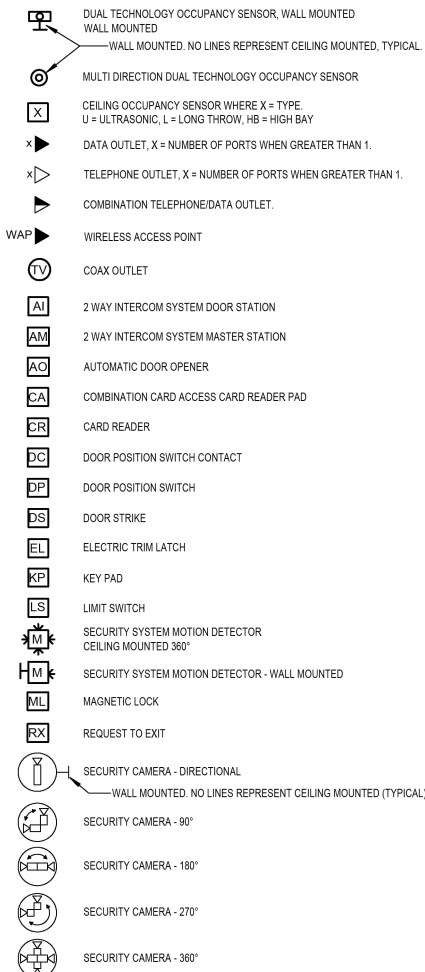 DUAL TECHNOLOGY OCCUPANCY SENSOR, WALL MOUNTED
WALL MOUNTED
WALL MOUNTED. NO LINES REPRESENT CEILING MOUNTED, TYPICAL.
MULTI DIRECTION DUAL TECHNOLOGY OCCUPANCY SENSOR
X
CEILING OCCUPANCY SENSOR WHERE X = TYPE.
U = ULTRASONIC, L = LONG THROW, HB = HIGH BAY
x DATA OUTLET, X = NUMBER OF PORTS WHEN GREATER THAN 1.
x TELEPHONE OUTLET, X = NUMBER OF PORTS WHEN GREATER THAN 1.
COMBINATION TELEPHONE/DATA OUTLET.
WAP WIRELESS ACCESS POINT
TV COAX OUTLET
AI 2 WAY INTERCOM SYSTEM DOOR STATION
AM 2 WAY INTERCOM SYSTEM MASTER STATION
AO AUTOMATIC DOOR OPENER
CA COMBINATION CARD ACCESS CARD READER PAD
CR CARD READER
DC DOOR POSITION SWITCH CONTACT
DP DOOR POSITION SWITCH
DS DOOR STRIKE
EL ELECTRIC TRIM LATCH
KP KEY PAD
LS LIMIT SWITCH
M
SECURITY SYSTEM MOTION DETECTOR
CEILING MOUNTED 360°
M SECURITY SYSTEM MOTION DETECTOR - WALL MOUNTED
ML MAGNETIC LOCK
RX REQUEST TO EXIT
SECURITY CAMERA - DIRECTIONAL
WALL MOUNTED. NO LINES REPRESENT CEILING MOUNTED (TYPICAL)
SECURITY CAMERA - 90°
SECURITY CAMERA - 180°
SECURITY CAMERA - 270°
SECURITY CAMERA - 360°